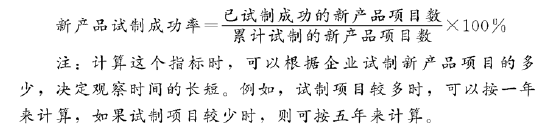 新产品试制成功率=已试制成功的新产品项目数/累计试制的新产品项目数×100%
注：计算这个指标时，可以根据企业试制新产品项目的多
少，决定观察时间的长短。例如，试制项目较多时，可以按一年
来计算，如果试制项目较少时，则可按五年来计算。